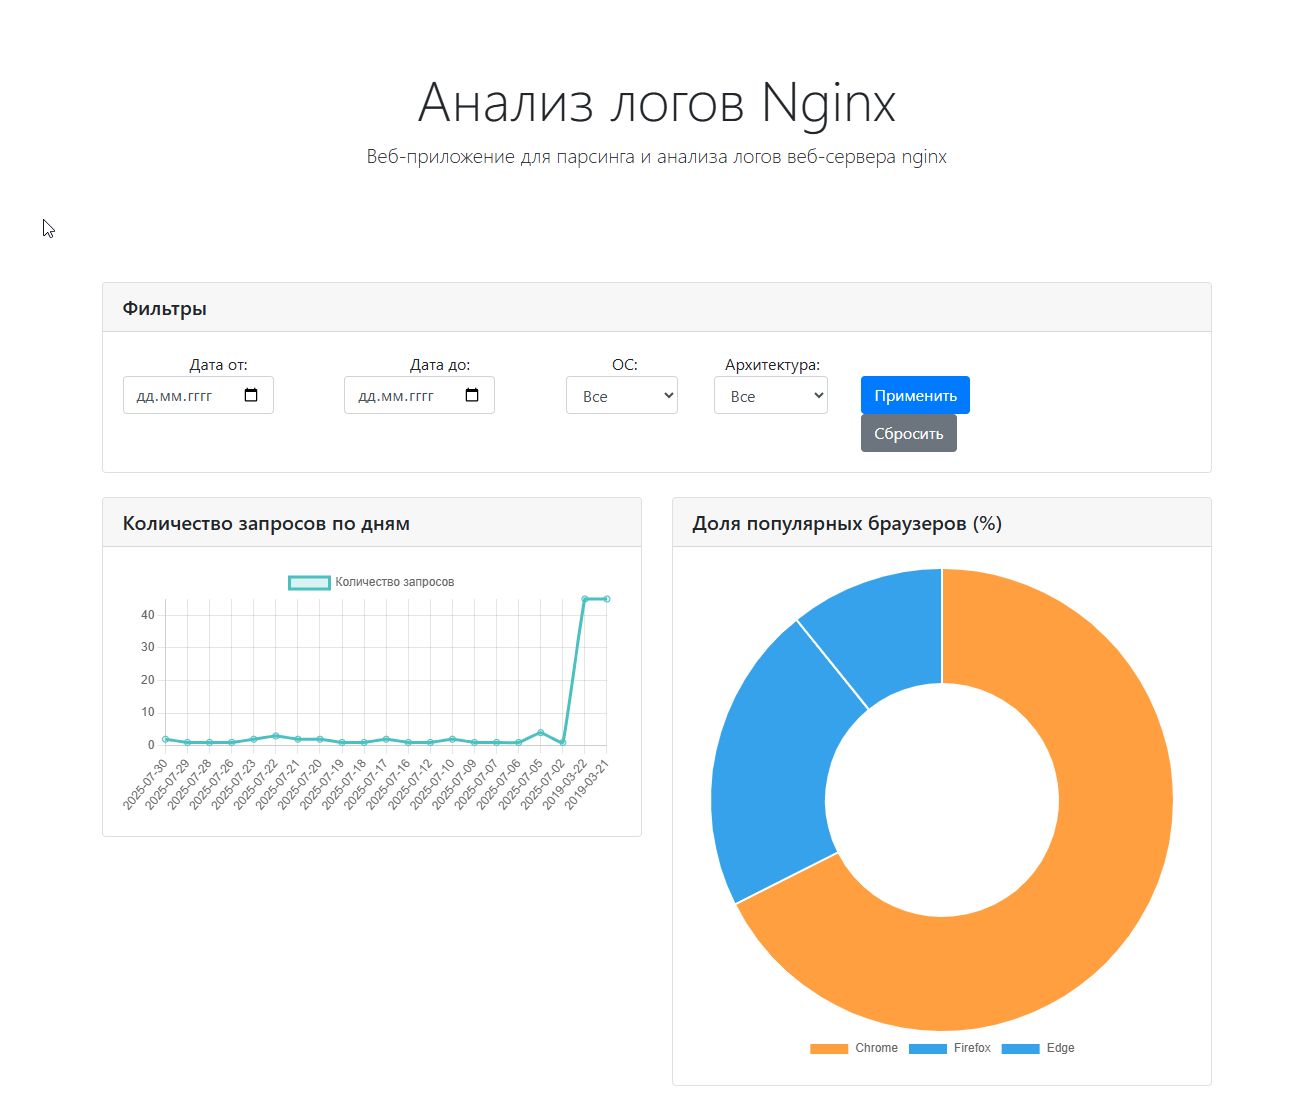 Анализ логов Nginx
Веб-приложение для парсинга и анализа логов веб-сервера nginx
Фильтры
Дата от:
Дата до:
ОС:
Архитектура:
дд.мм.гггг
дд.мм.гггг
Все
Все
Применить
Сбросить
Количество запросов по дням
Количество запросов
40
30
20
10
0
2025-07-30
2025-07-29
2025-07-28
2025-07-26
2025-07-23
2025-07-22
2025-07-21
2025-07-20
2025-07-19
2025-07-18
2025-07-17
2025-07-16
2025-07-12
2025-07-10
2025-07-09
2025-07-07
2025-07-06
2025-07-05
2025-07-02
2019-03-22
2019-03-21
Доля популярных браузеров (%)
Chrome
Firefox
Edge